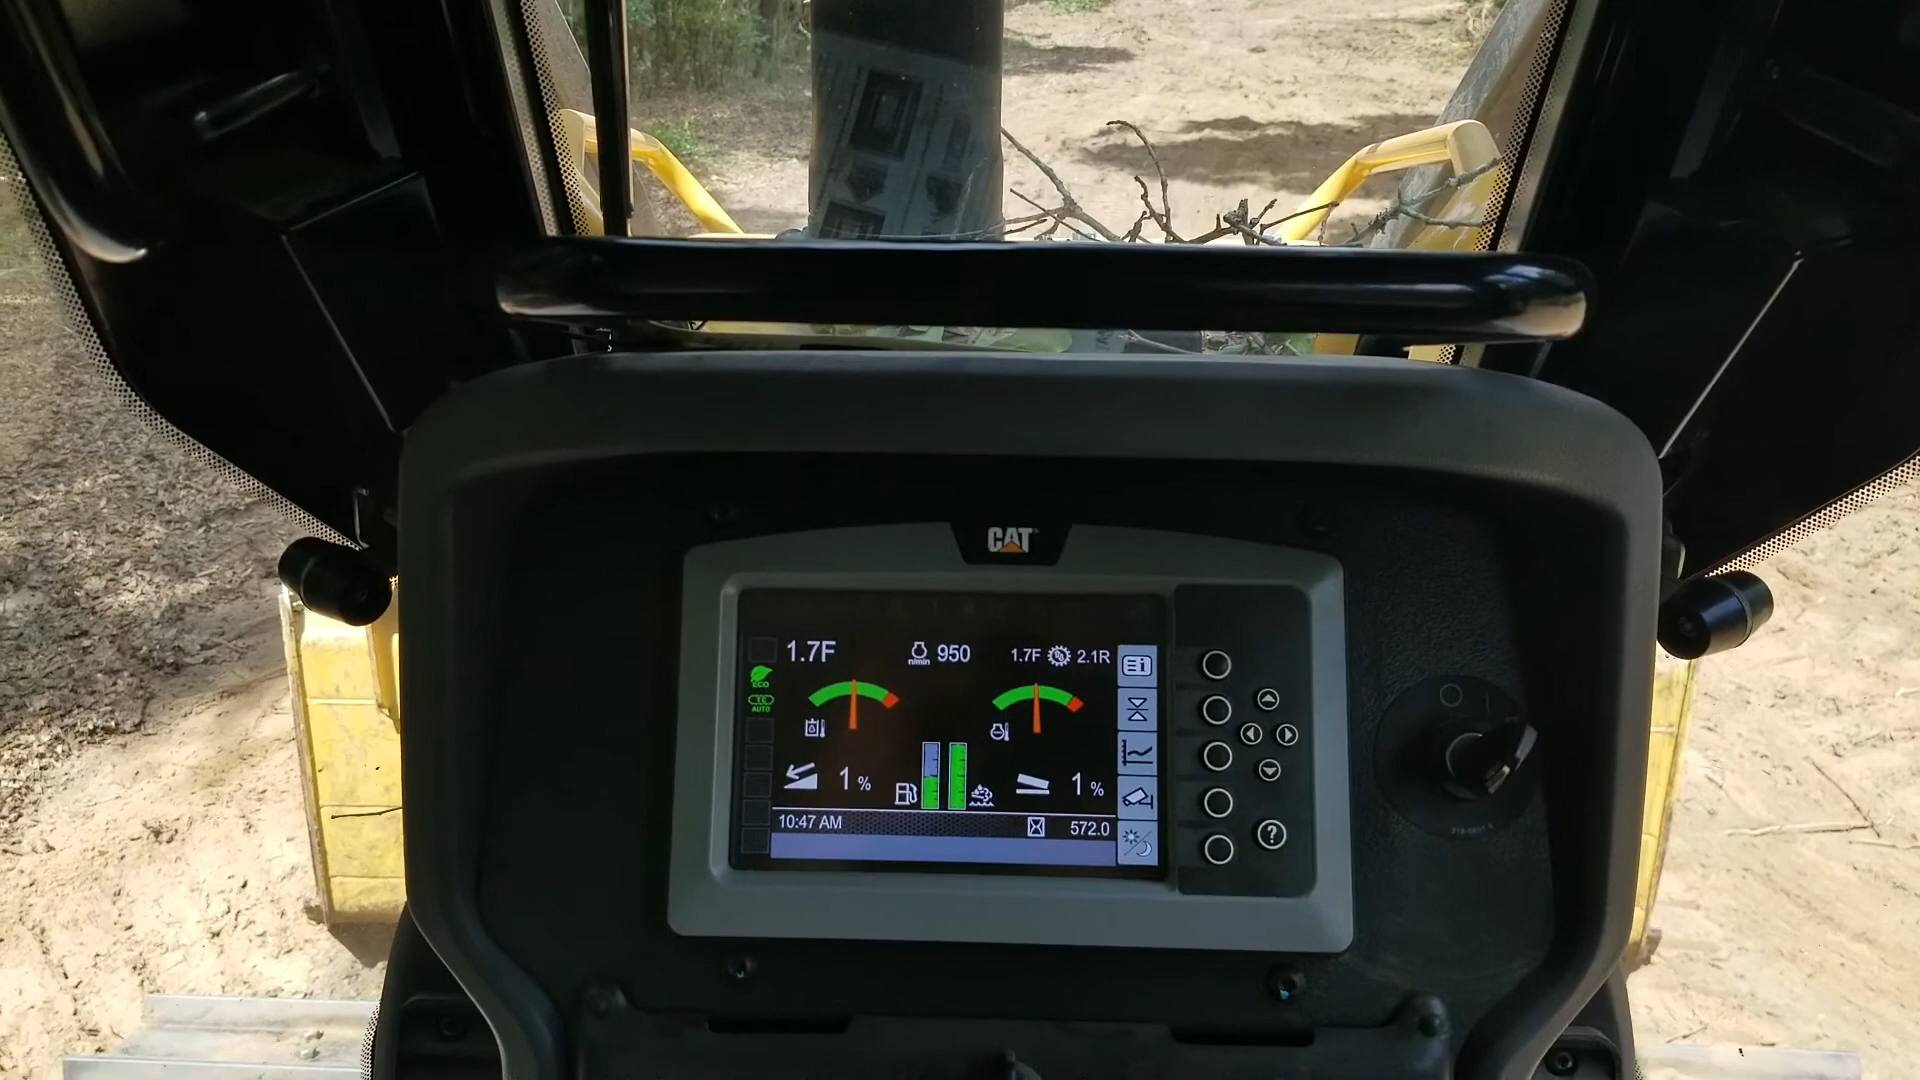 CAT
1.7F
n/min
950
1.7F
2.1R
ECO
T.C
AUTO
1 %
1 %
10:47 AM
572.0
?